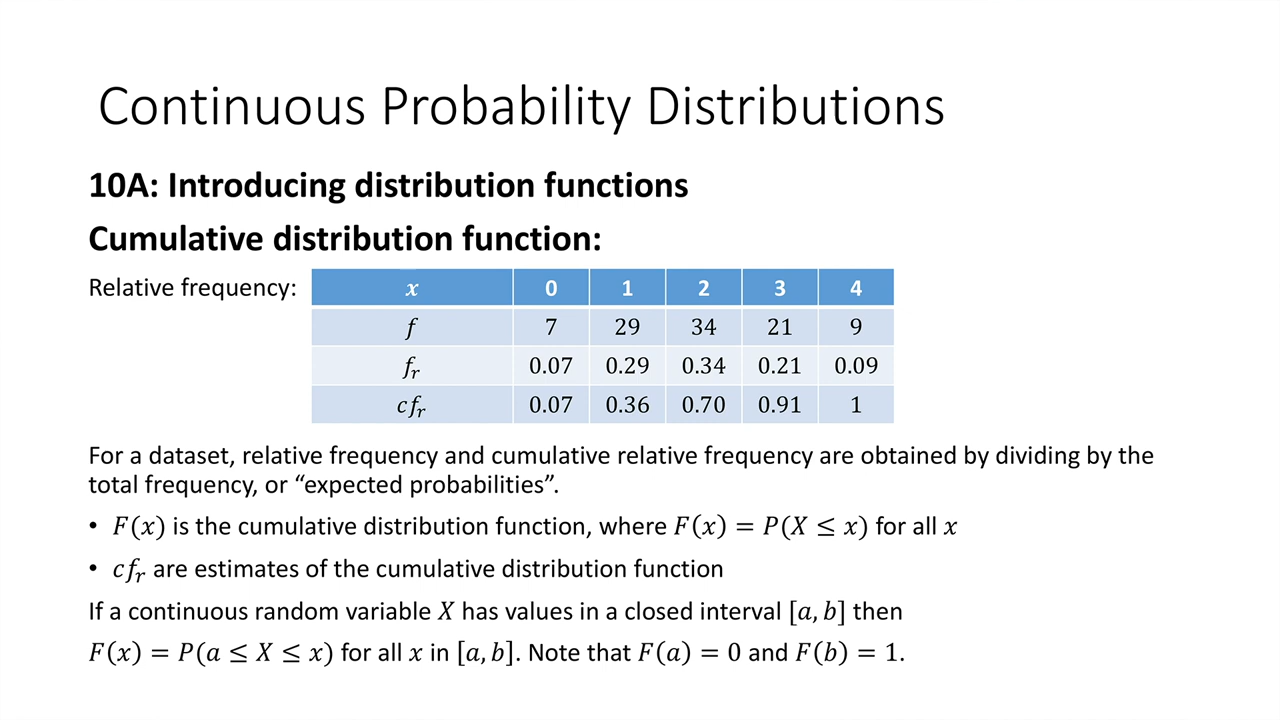 Continuous Probability Distributions
10A: Introducing distribution functions
Cumulative distribution function:
Relative frequency: x 0 1 2 3 4
f 7 29 34 21 9
fᵣ 0.07 0.29 0.34 0.21 0.09
cfᵣ 0.07 0.36 0.70 0.91 1
For a dataset, relative frequency and cumulative relative frequency are obtained by dividing by the
total frequency, or “expected probabilities”.
• F(x) is the cumulative distribution function, where F(x) = P(X ≤ x) for all x
• cfᵣ are estimates of the cumulative distribution function
If a continuous random variable X has values in a closed interval [a, b] then
F(x) = P(a ≤ X ≤ x) for all x in [a, b]. Note that F(a) = 0 and F(b) = 1.